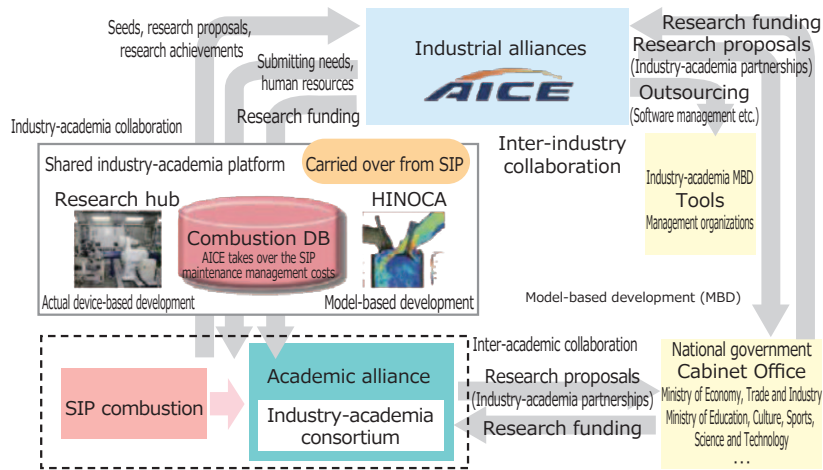 Seeds, research proposals,
research achievements
Submitting needs,
human resources
Research funding
Industrial alliances
AICE
Research funding
Research proposals
(Industry-academia partnerships)
Outsourcing
(Software management etc.)
Industry-academia collaboration
Inter-industry
collaboration
Shared industry-academia platform
Carried over from SIP
Research hub
HINOCA
Combustion DB
AICE takes over the SIP
maintenance management costs
Actual device-based development
Model-based development
Industry-academia MBD
Tools
Management organizations
Model-based development (MBD)
SIP combustion
Academic alliance
Industry-academia
consortium
Inter-academic collaboration
Research proposals
(Industry-academia partnerships)
Research funding
National government
Cabinet Office
Ministry of Economy, Trade and Industry
Ministry of Education, Culture, Sports,
Science and Technology
…